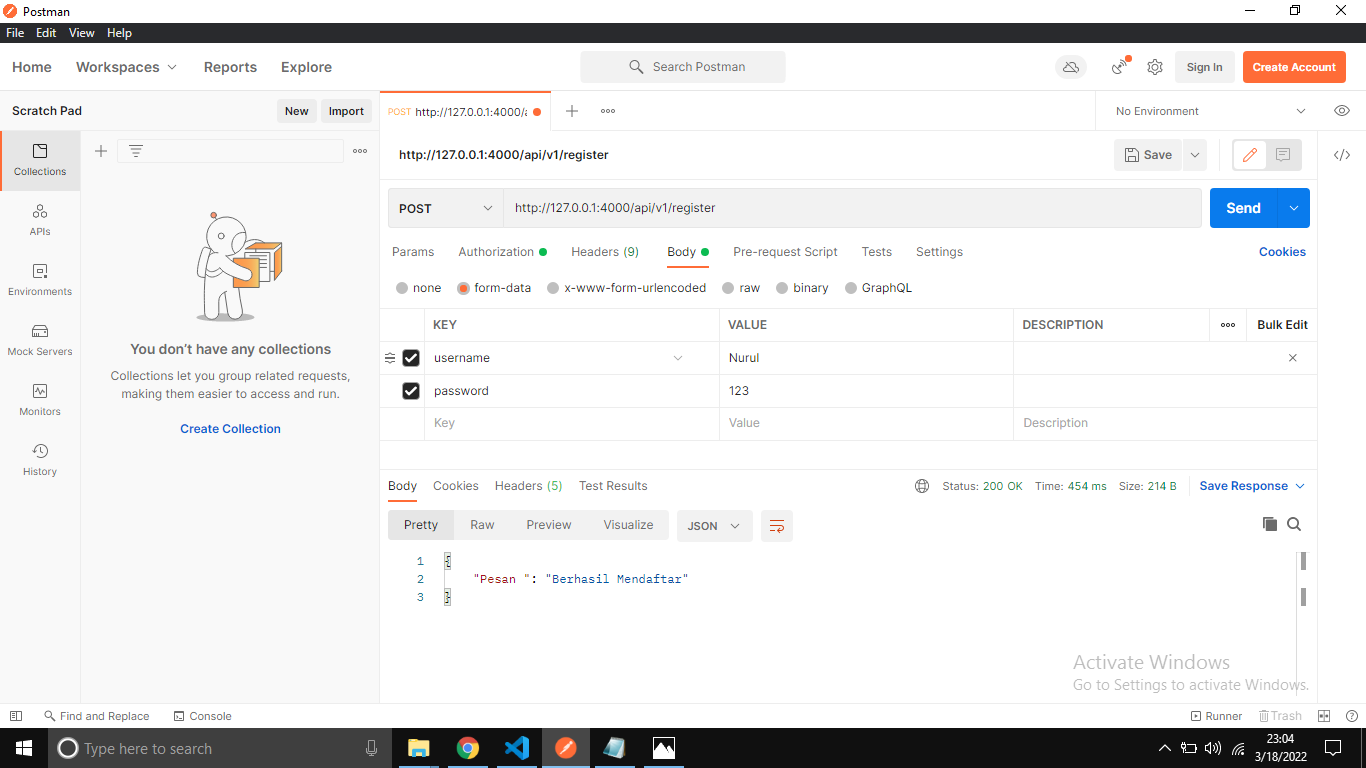 Postman
File Edit View Help
Home Workspaces Reports Explore Search Postman Sign In Create Account
Scratch Pad New Import POST http://127.0.0.1:4000/a No Environment
http://127.0.0.1:4000/api/v1/register Save
Collections
APIs
Environments
Mock Servers
Monitors
History
You don't have any collections
Collections let you group related requests,
making them easier to access and run.
Create Collection
POST http://127.0.0.1:4000/api/v1/register Send
Params Authorization Headers (9) Body Pre-request Script Tests Settings Cookies
none form-data x-www-form-urlencoded raw binary GraphQL
KEY VALUE DESCRIPTION Bulk Edit
username Nurul
password 123
Key Value Description
Body Cookies Headers (5) Test Results Status: 200 OK Time: 454 ms Size: 214 B Save Response
Pretty Raw Preview Visualize JSON
1 {
2 "Pesan ": "Berhasil Mendaftar"
3 }
Activate Windows
Go to Settings to activate Windows.
Find and Replace Console Runner Trash
Type here to search 23:04
3/18/2022